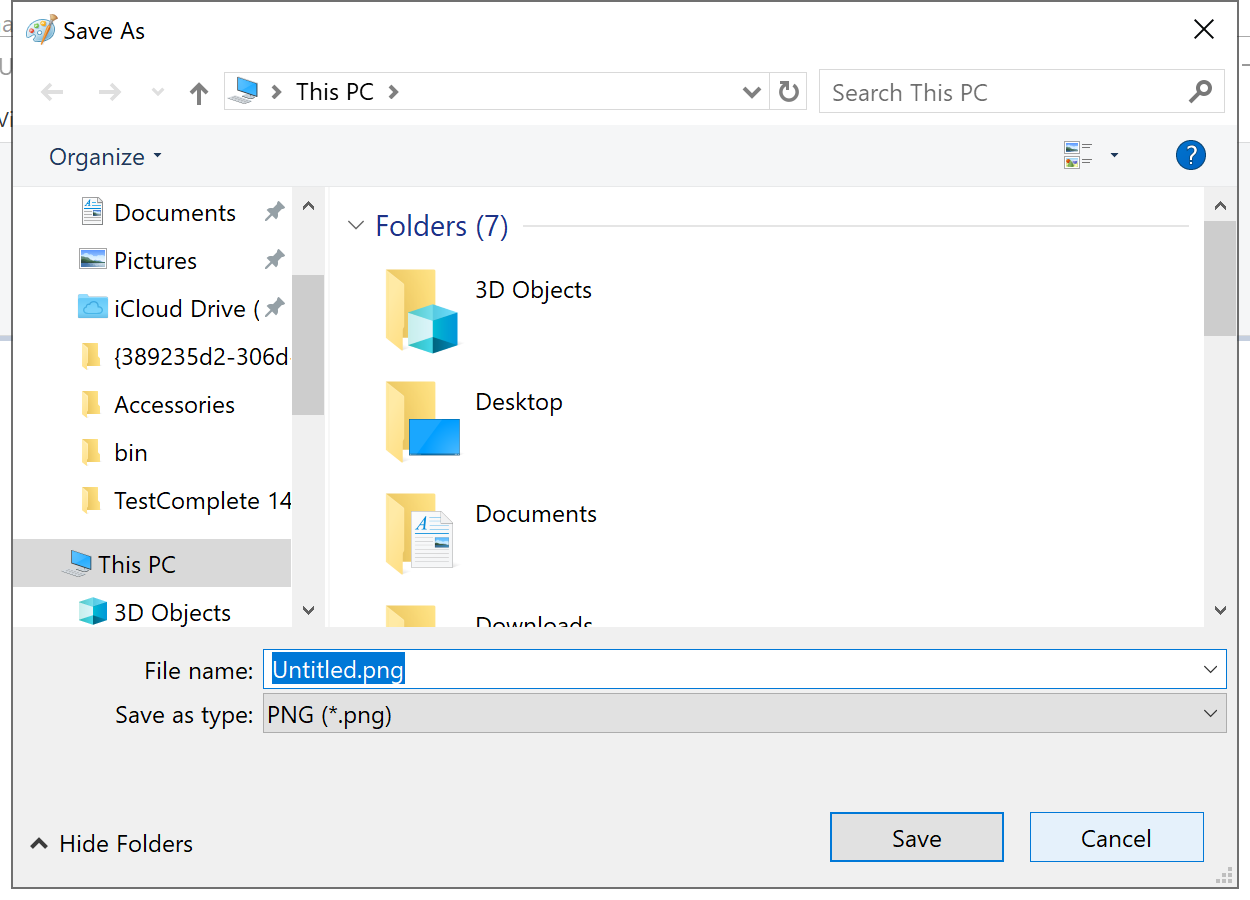 Save As
This PC
Search This PC
Organize
?
Documents
Pictures
iCloud Drive (
{389235d2-306d-
Accessories
bin
TestComplete 14
This PC
3D Objects
Folders (7)
3D Objects
Desktop
Documents
Downloads
File name: Untitled.png
Save as type: PNG (*.png)
Hide Folders
Save
Cancel